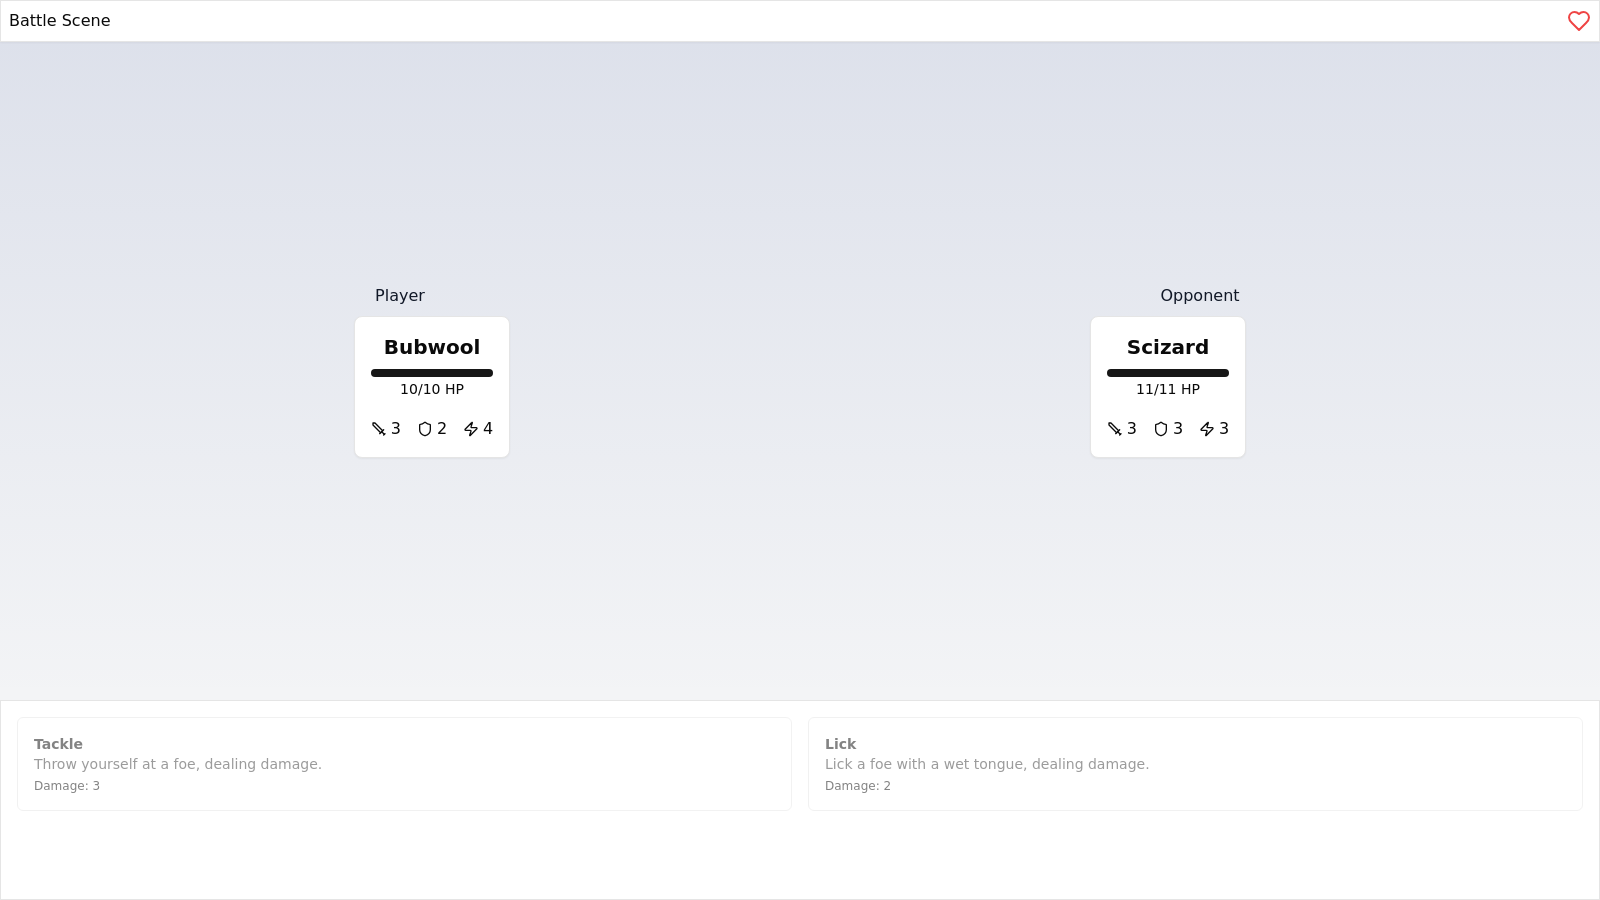 Battle Scene
Player
Bubwool
10/10 HP
3 2 4
Opponent
Scizard
11/11 HP
3 3 3
Tackle
Throw yourself at a foe, dealing damage.
Damage: 3
Lick
Lick a foe with a wet tongue, dealing damage.
Damage: 2